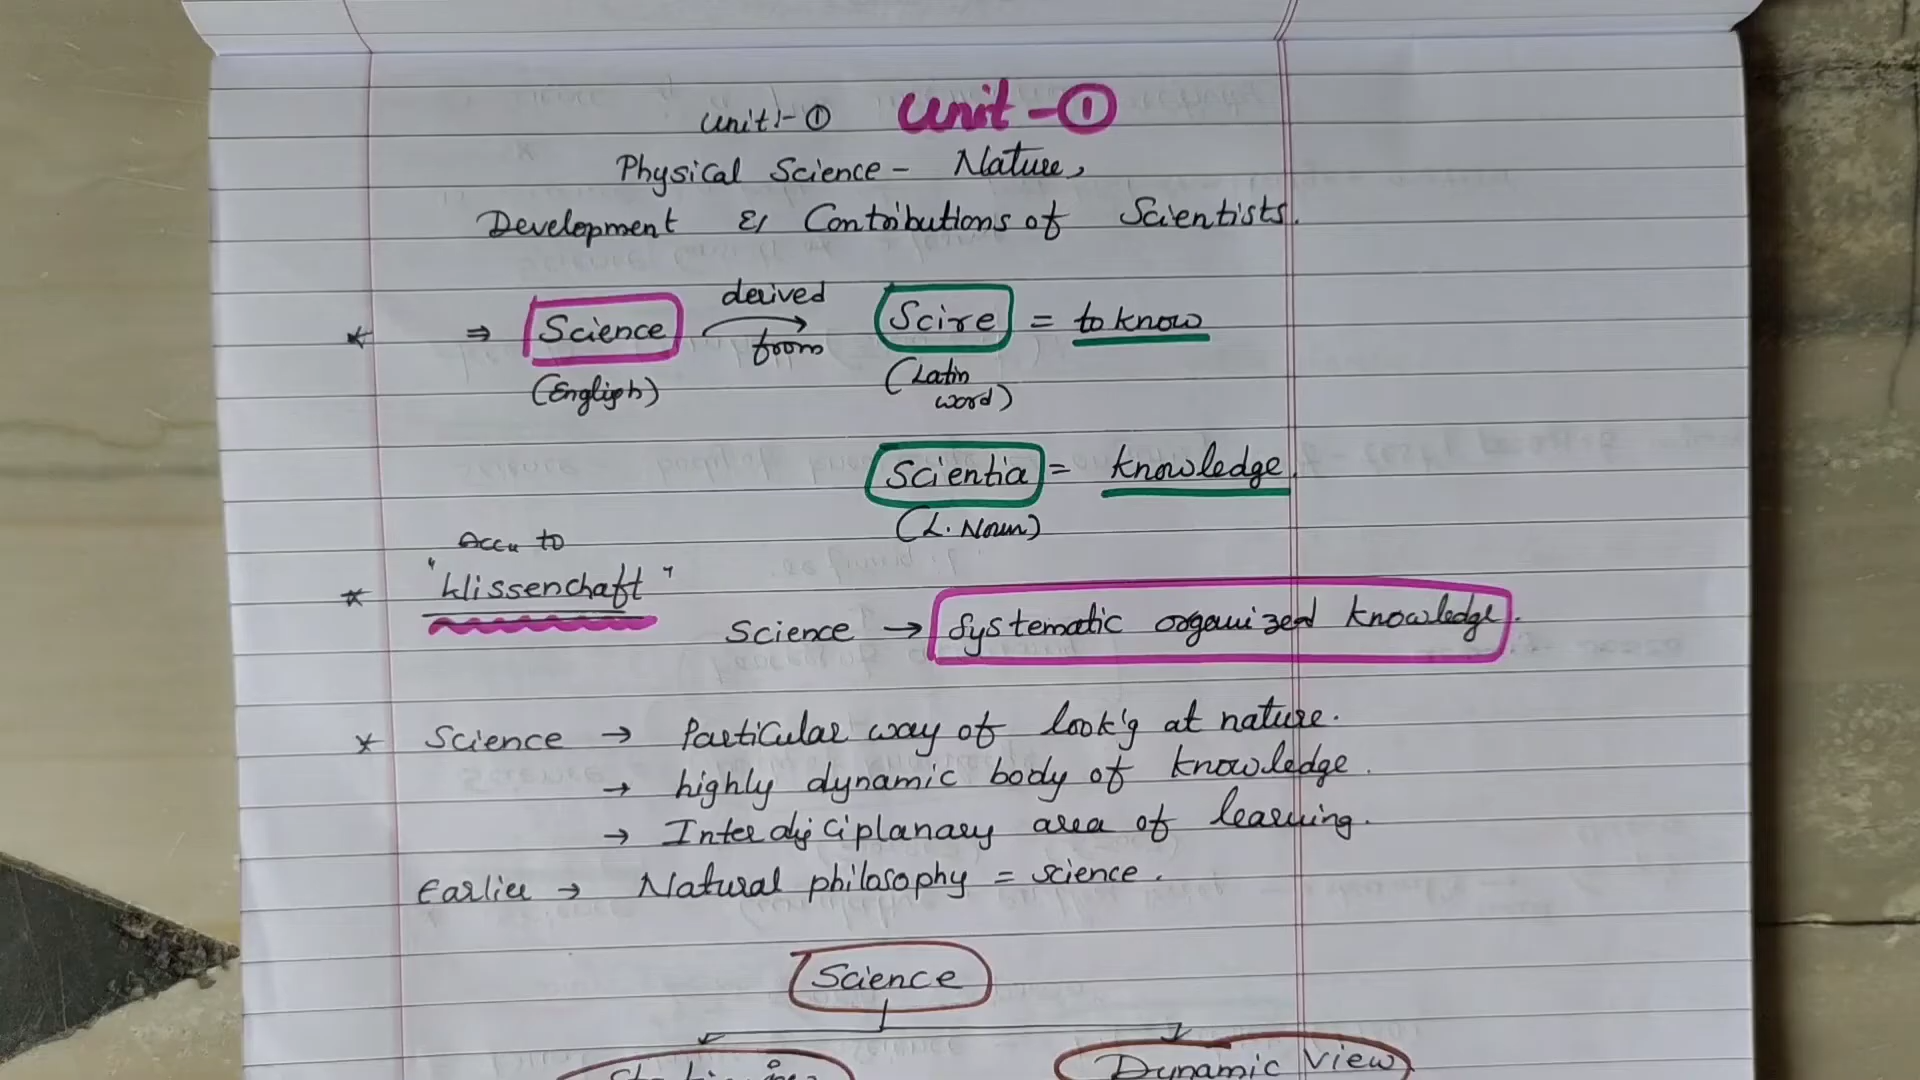 Unit:- ① Unit - ①
Physical Science - Nature,
Development & Contributions of Scientists.
* ⇒ Science derived from → Scire = to know
(English) (Latin word)
Scientia = knowledge.
(L. Noun)
* Accu to
"Wissenchaft"
Science → Systematic organized knowledge.
* Science → Particular way of look'g at nature.
→ highly dynamic body of knowledge.
→ Interdisciplanary area of learning.
Earlier → Natural philosophy = science.
Science
Dynamic View